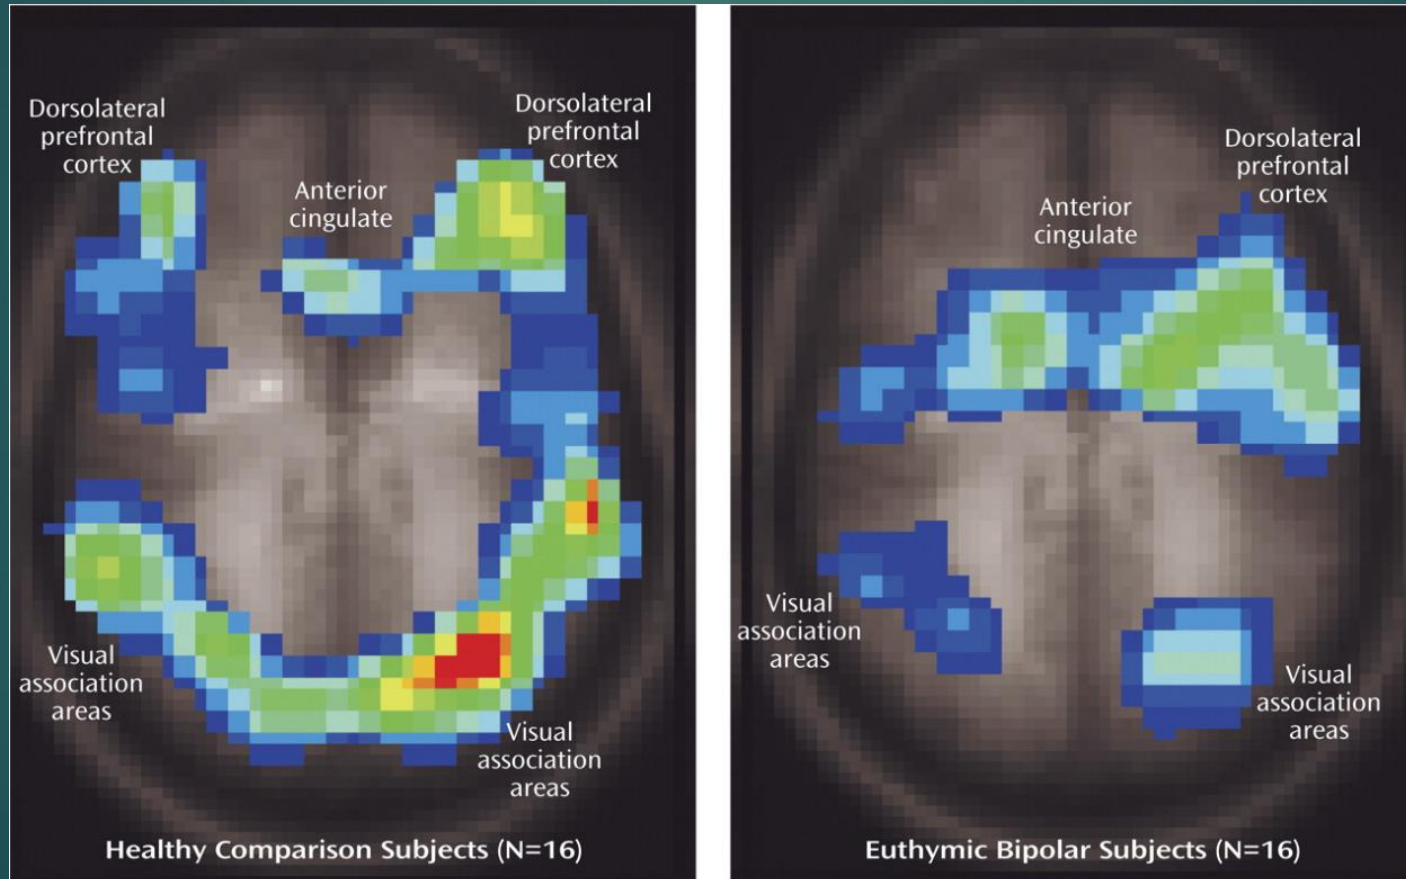 Dorsolateral
prefrontal
cortex
Anterior
cingulate
Dorsolateral
prefrontal
cortex
Visual
association
areas
Visual
association
areas
Healthy Comparison Subjects (N=16)
Anterior
cingulate
Dorsolateral
prefrontal
cortex
Visual
association
areas
Visual
association
areas
Euthymic Bipolar Subjects (N=16)